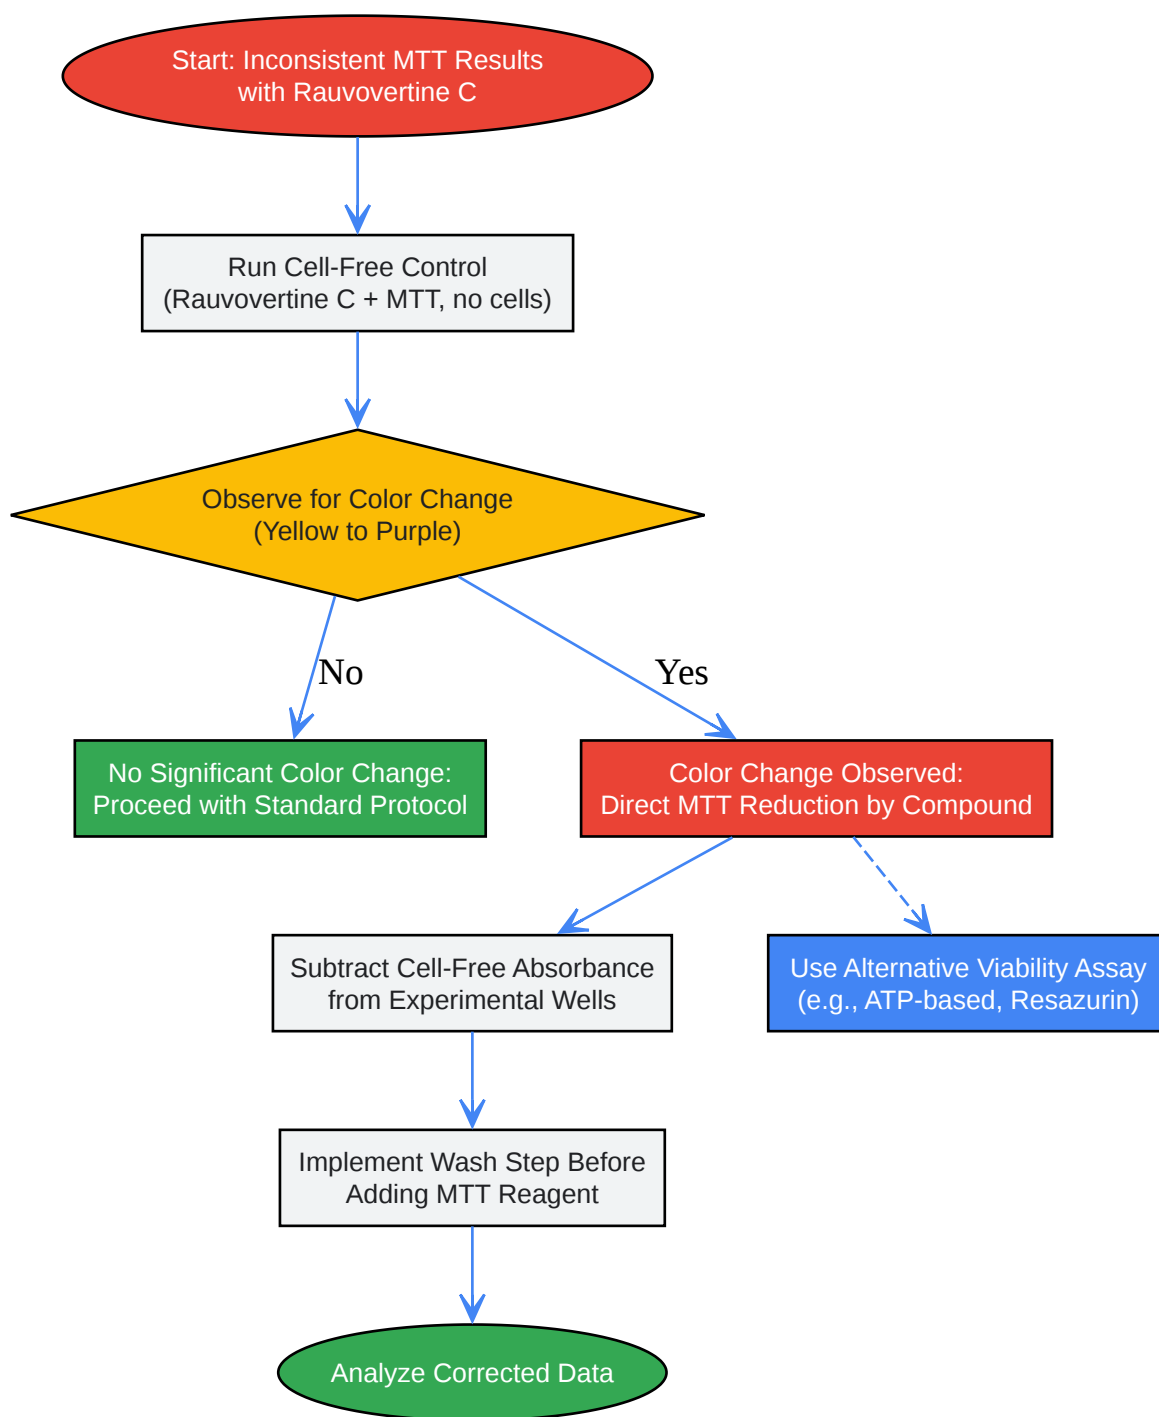 Start: Inconsistent MTT Results
with Rauvovertine C
Run Cell-Free Control
(Rauvovertine C + MTT, no cells)
Observe for Color Change
(Yellow to Purple)
No
Yes
No Significant Color Change:
Proceed with Standard Protocol
Color Change Observed:
Direct MTT Reduction by Compound
Subtract Cell-Free Absorbance
from Experimental Wells
Use Alternative Viability Assay
(e.g., ATP-based, Resazurin)
Implement Wash Step Before
Adding MTT Reagent
Analyze Corrected Data